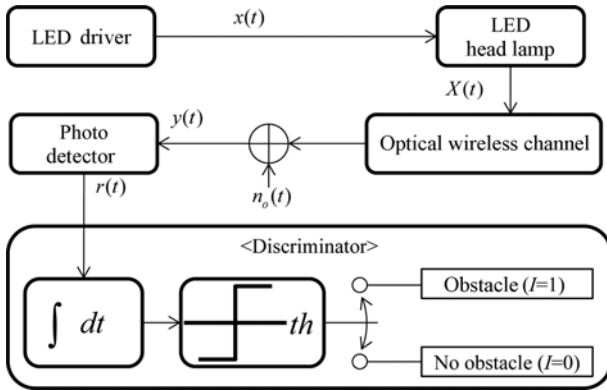 LED driver
x(t)
LED
head lamp
X(t)
Photo
detector
y(t)
Optical wireless channel
r(t)
n_o(t)
<Discriminator>
∫ dt
th
Obstacle (I=1)
No obstacle (I=0)